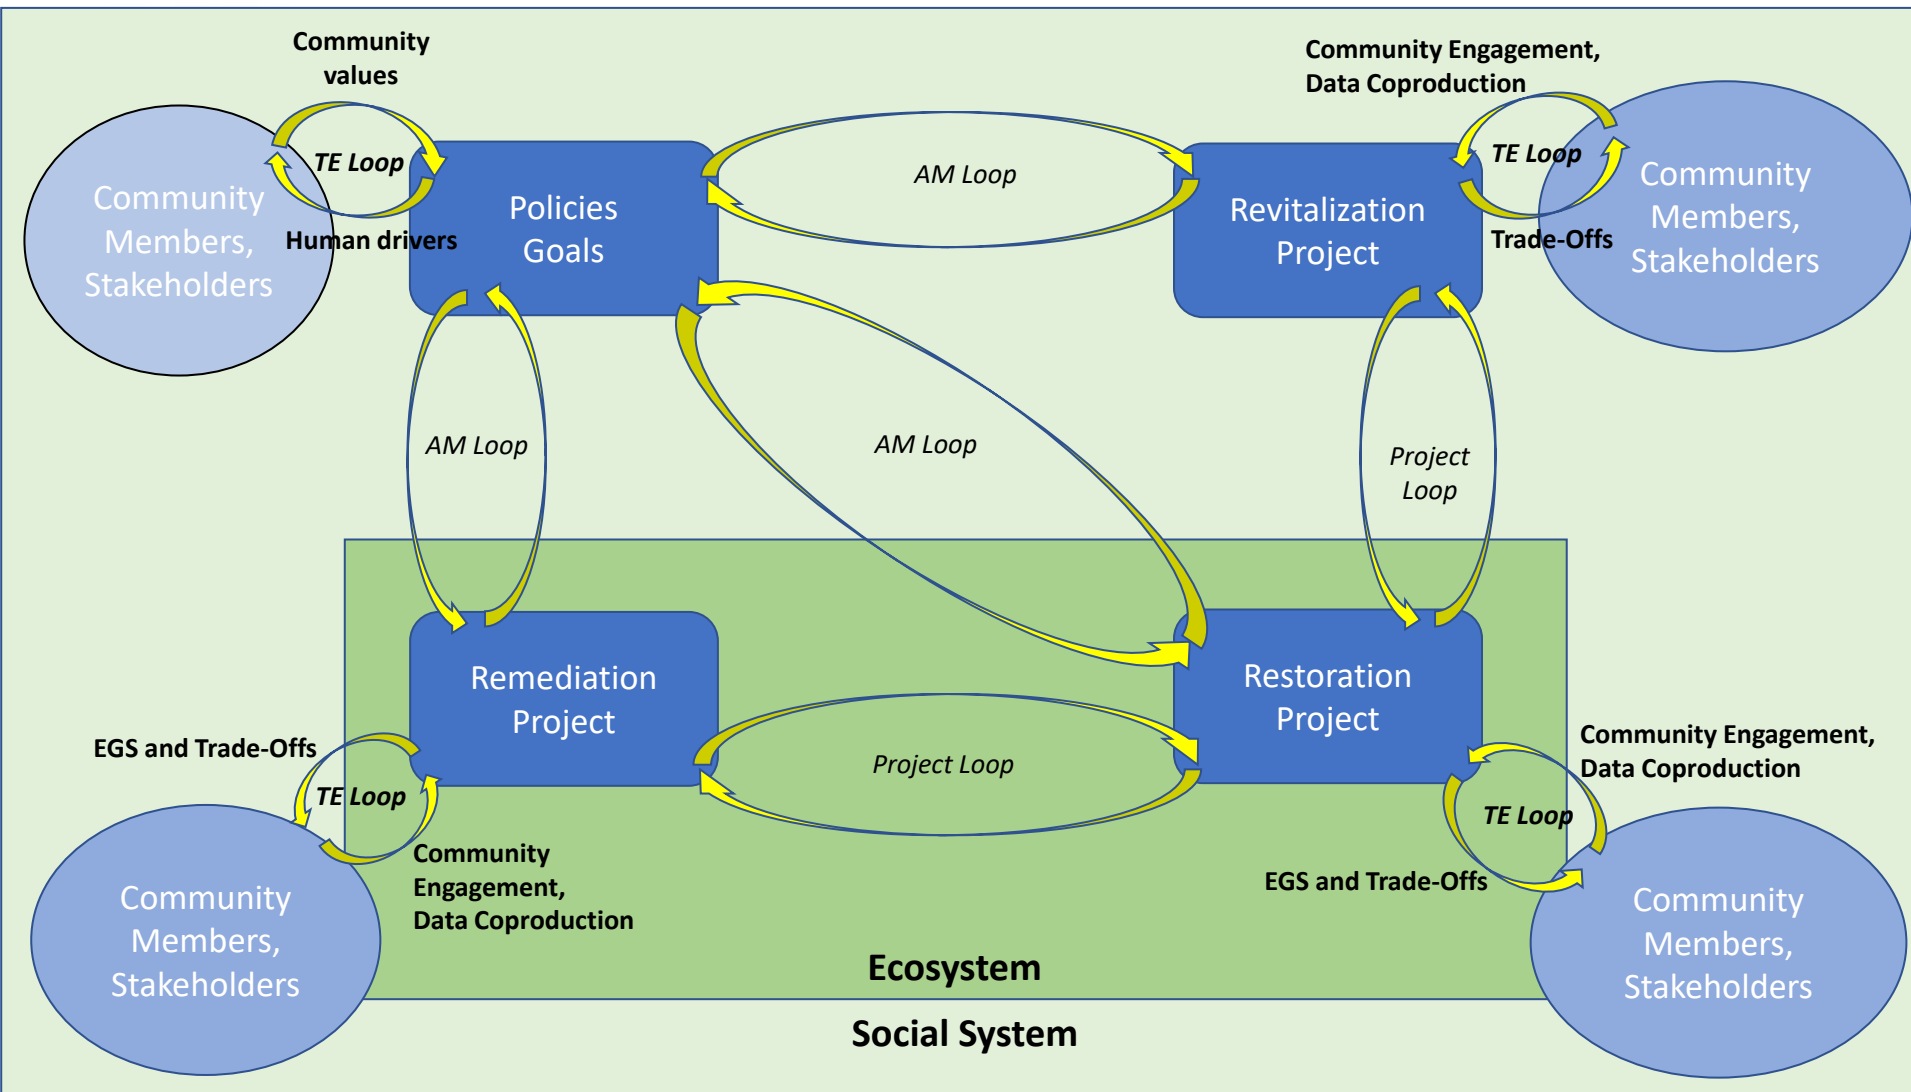 Community
values
Community Engagement,
Data Coproduction
TE Loop
Community
Members,
Stakeholders
Human drivers
Policies
Goals
AM Loop
Revitalization
Project
TE Loop
Trade-Offs
Community
Members,
Stakeholders
AM Loop
AM Loop
Project
Loop
Remediation
Project
Restoration
Project
EGS and Trade-Offs
TE Loop
Project Loop
Community Engagement,
Data Coproduction
TE Loop
Community
Engagement,
Data Coproduction
EGS and Trade-Offs
Community
Members,
Stakeholders
Community
Members,
Stakeholders
Ecosystem
Social System